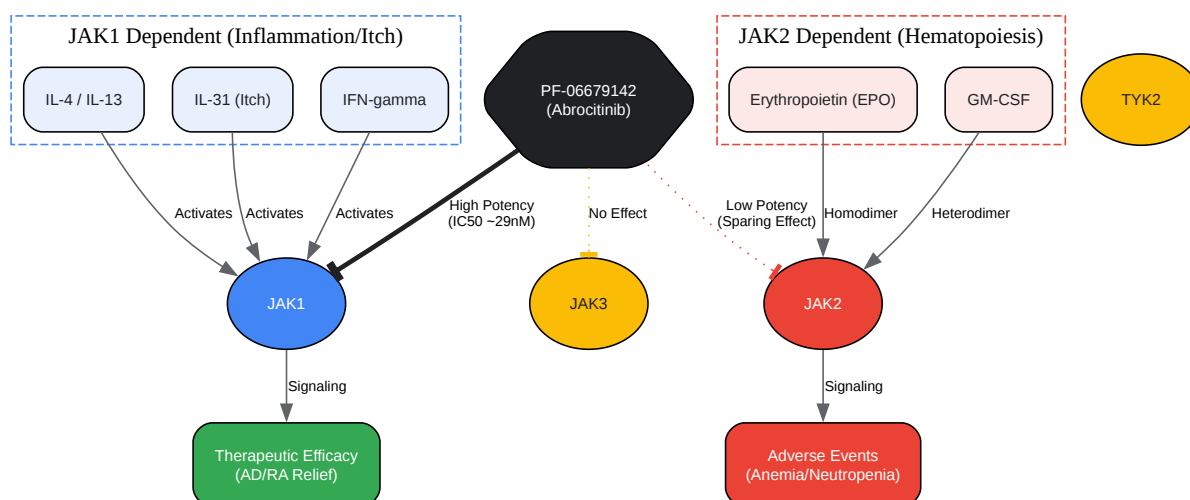 JAK1 Dependent (Inflammation/Itch)
JAK2 Dependent (Hematopoiesis)
IL-4 / IL-13
IL-31 (Itch)
IFN-gamma
PF-06679142
(Abrocitinib)
Erythropoietin (EPO)
GM-CSF
TYK2
Activates
Activates
Activates
High Potency
(IC50 ~29nM)
No Effect
Low Potency
(Sparing Effect)
Homodimer
Heterodimer
JAK1
JAK3
JAK2
Signaling
Signaling
Therapeutic Efficacy
(AD/RA Relief)
Adverse Events
(Anemia/Neutropenia)